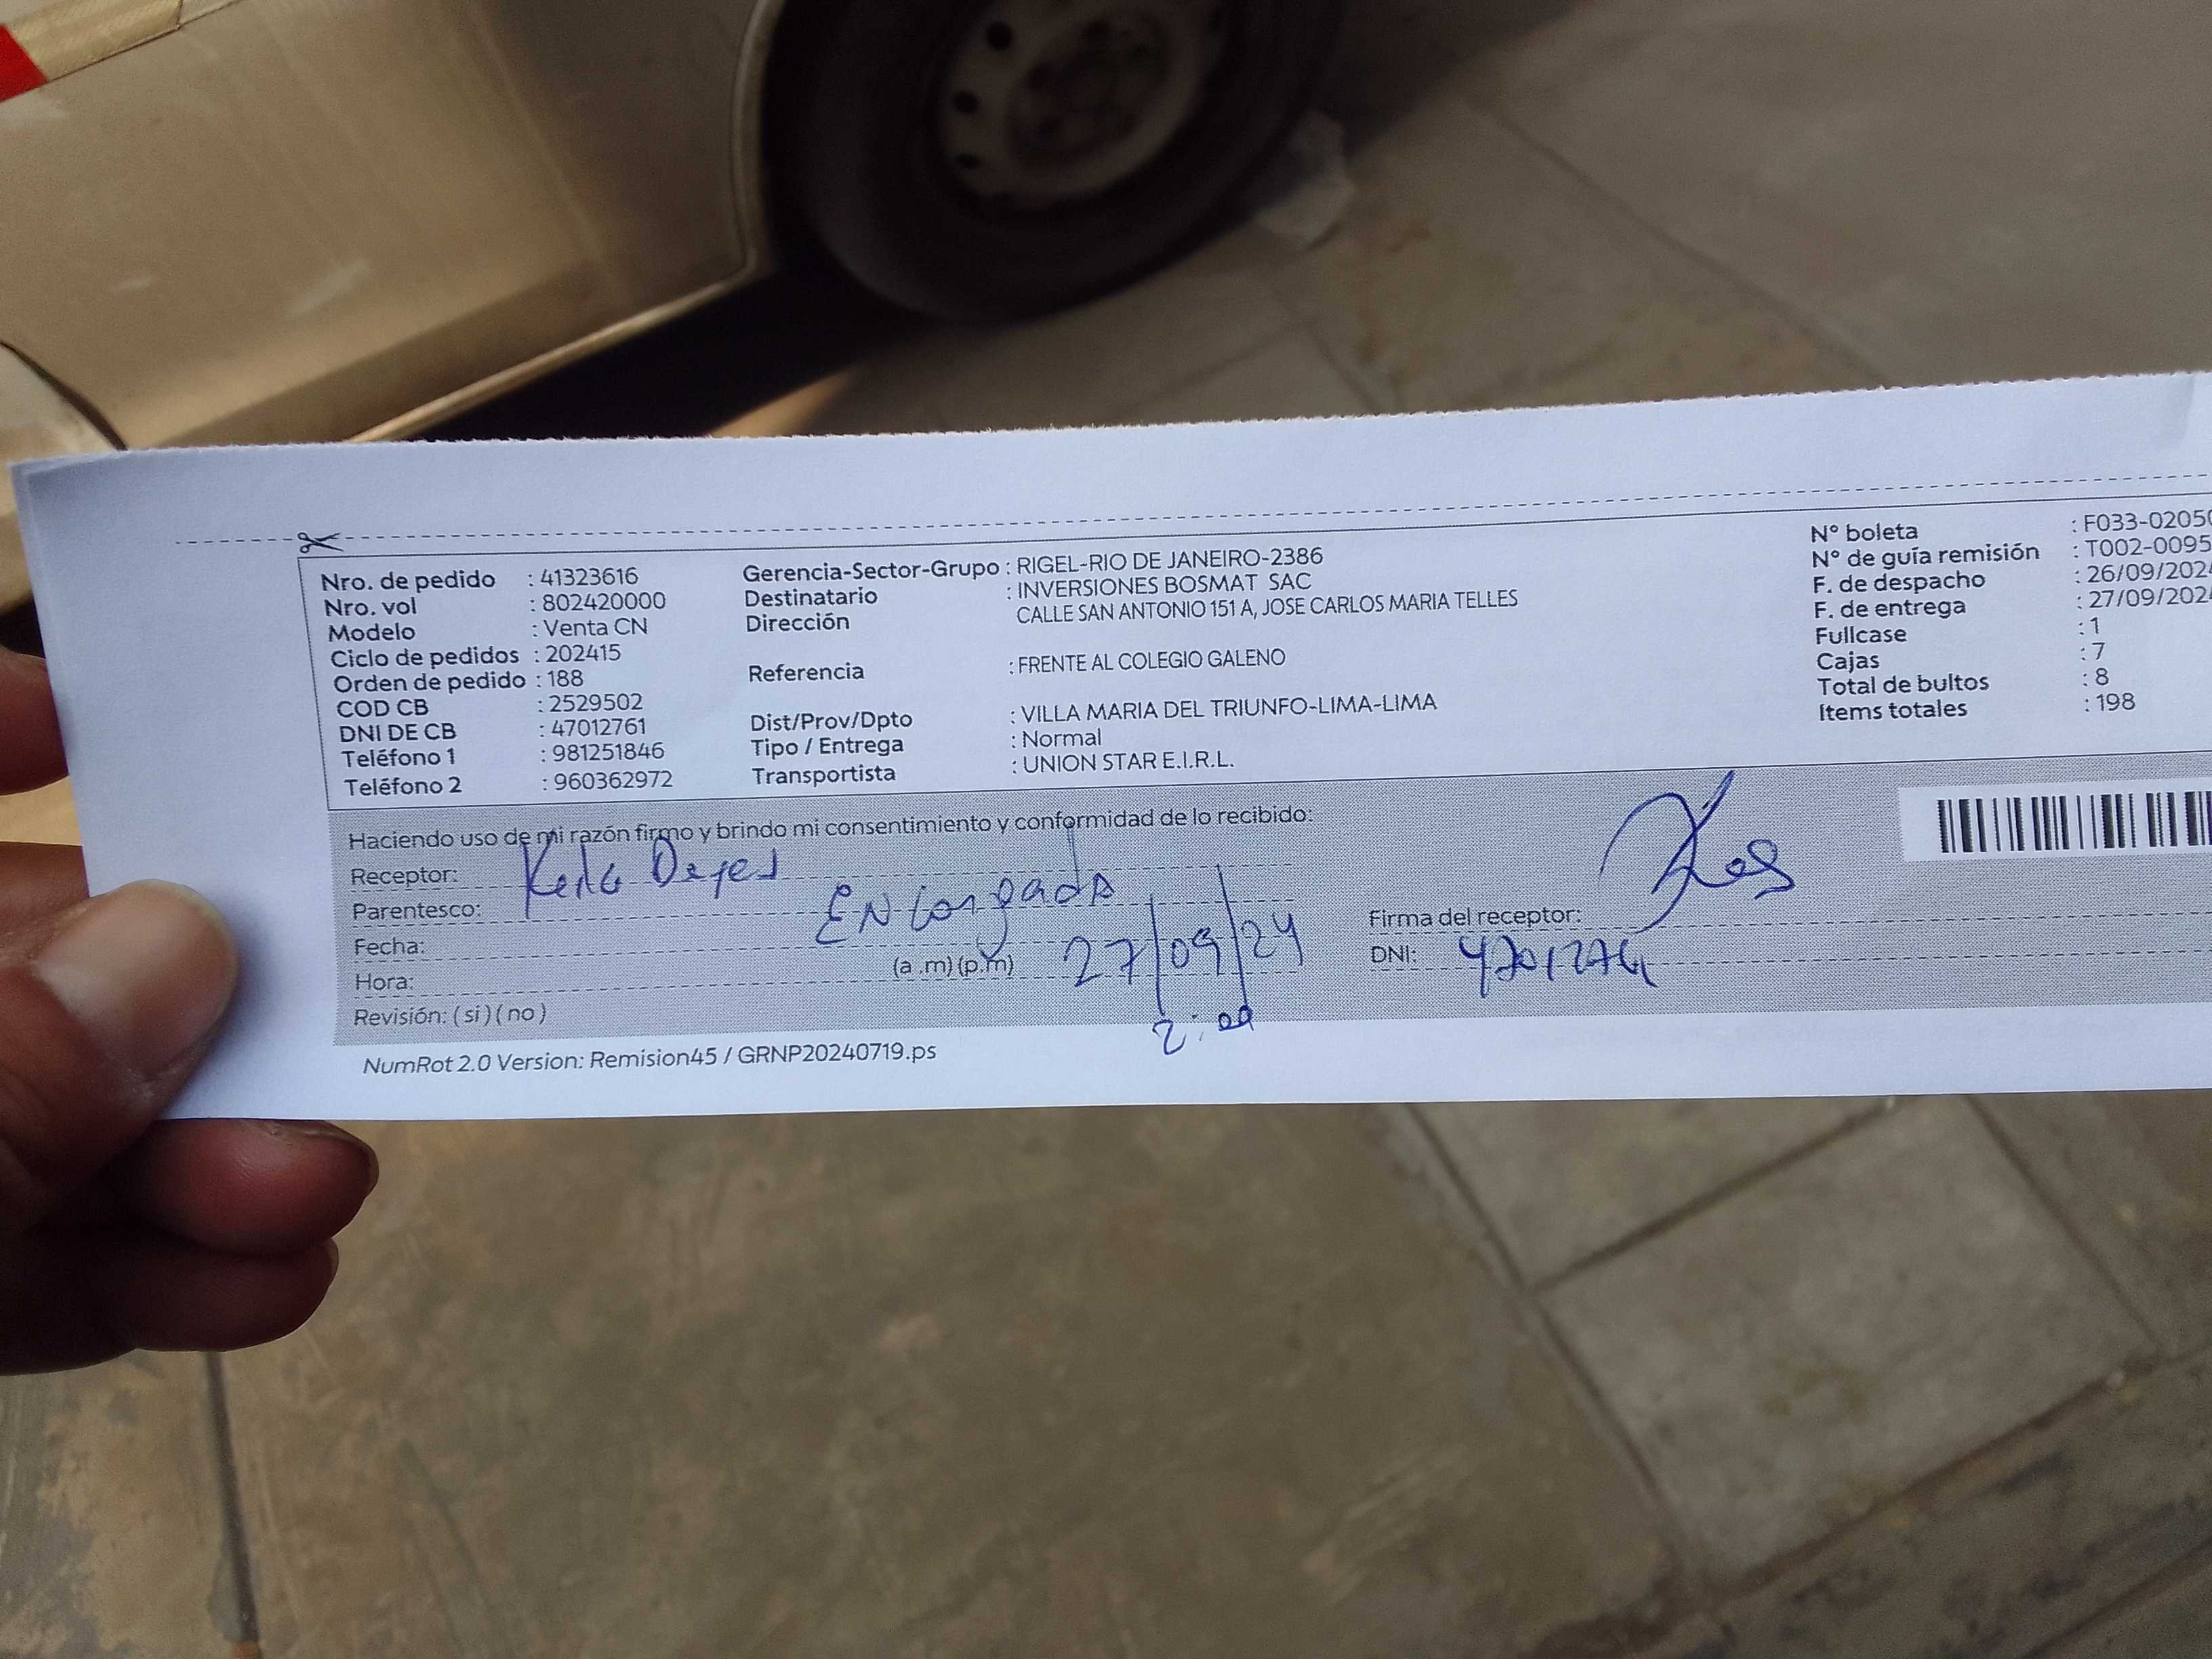 Nro. de pedido : 41323616
Nro. vol : 802420000
Modelo : Venta CN
Ciclo de pedidos : 202415
Orden de pedido : 188
COD CB : 2529502
DNI DE CB : 47012761
Teléfono 1 : 981251846
Teléfono 2 : 960362972
Gerencia-Sector-Grupo : RIGEL-RIO DE JANEIRO-2386
Destinatario : INVERSIONES BOSMAT SAC
Dirección CALLE SAN ANTONIO 151 A, JOSE CARLOS MARIA TELLES
Referencia : FRENTE AL COLEGIO GALENO
Dist/Prov/Dpto : VILLA MARIA DEL TRIUNFO-LIMA-LIMA
Tipo / Entrega : Normal
Transportista : UNION STAR E.I.R.L.
N° boleta : F033-0205
N° de guía remisión : T002-0095
F. de despacho : 26/09/202
F. de entrega : 27/09/202
Fullcase : 1
Cajas : 7
Total de bultos : 8
Items totales : 198
Haciendo uso de mi razón firmo y brindo mi consentimiento y conformidad de lo recibido:
Receptor:
Parentesco: Encargada
Fecha: 27/09/24
Hora: (a .m) (p.m) 2:00
Revisión: ( si ) ( no )
Firma del receptor:
DNI: 47012761
NumRot 2.0 Version: Remision45 / GRNP20240719.ps